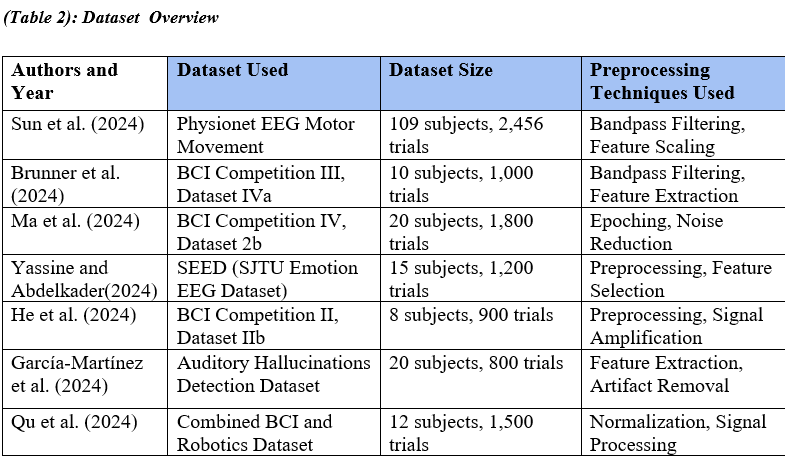 (Table 2): Dataset Overview
Authors and Year | Dataset Used | Dataset Size | Preprocessing Techniques Used
Sun et al. (2024) | Physionet EEG Motor Movement | 109 subjects, 2,456 trials | Bandpass Filtering, Feature Scaling
Brunner et al. (2024) | BCI Competition III, Dataset IVa | 10 subjects, 1,000 trials | Bandpass Filtering, Feature Extraction
Ma et al. (2024) | BCI Competition IV, Dataset 2b | 20 subjects, 1,800 trials | Epoching, Noise Reduction
Yassine and Abdelkader(2024) | SEED (SJTU Emotion EEG Dataset) | 15 subjects, 1,200 trials | Preprocessing, Feature Selection
He et al. (2024) | BCI Competition II, Dataset IIb | 8 subjects, 900 trials | Preprocessing, Signal Amplification
García-Martínez et al. (2024) | Auditory Hallucinations Detection Dataset | 20 subjects, 800 trials | Feature Extraction, Artifact Removal
Qu et al. (2024) | Combined BCI and Robotics Dataset | 12 subjects, 1,500 trials | Normalization, Signal Processing